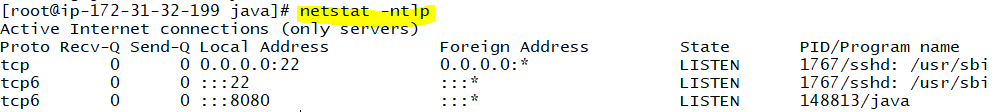 [root@ip-172-31-32-199 java]# netstat -ntlp
Active Internet connections (only servers)
Proto Recv-Q Send-Q Local Address Foreign Address State PID/Program name
tcp 0 0 0.0.0.0:22 0.0.0.0:* LISTEN 1767/sshd: /usr/sbi
tcp6 0 0 :::22 :::* LISTEN 1767/sshd: /usr/sbi
tcp6 0 0 :::8080 :::* LISTEN 148813/java